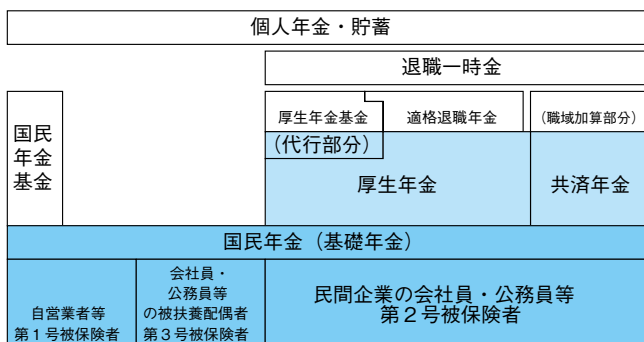 個人年金・貯蓄
退職一時金
国民
年金
基金
厚生年金基金
適格退職年金
（職域加算部分）
（代行部分）
厚生年金
共済年金
国民年金（基礎年金）
自営業者等
第１号被保険者
会社員・
公務員等
の被扶養配偶者
第３号被保険者
民間企業の会社員・公務員等
第２号被保険者